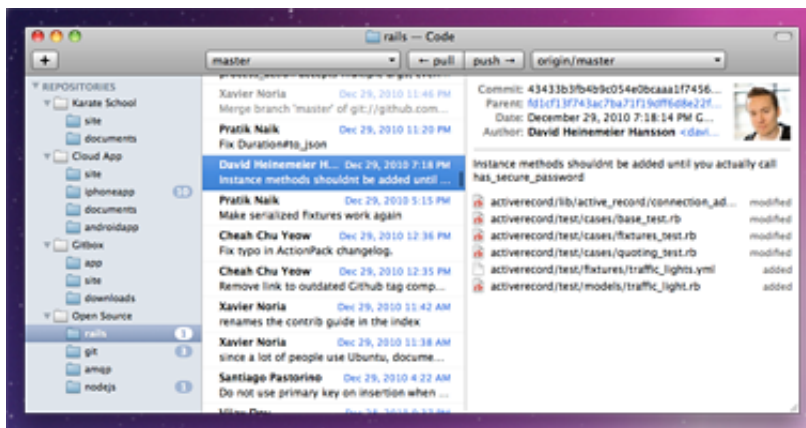 rails — Code
+
master
← pull
push →
origin/master
REPOSITORIES
Karate School
site
documents
Cloud App
site
iphoneapp
documents
androidapp
Gitbox
app
site
downloads
Open Source
rails 1
git 3
amqp
nodejs
Xavier Noria Dec 29, 2010 11:46 PM
Merge branch 'master' of git://github.com...
Pratik Naik Dec 29, 2010 11:20 PM
Fix Duration#to_json
David Heinemeier H... Dec 29, 2010 7:18 PM
Instance methods shouldnt be added until ...
Pratik Naik Dec 29, 2010 5:15 PM
Make serialized fixtures work again
Cheah Chu Yeow Dec 29, 2010 12:36 PM
Fix typo in ActionPack changelog.
Cheah Chu Yeow Dec 29, 2010 12:35 PM
Remove link to outdated Github tag comp...
Xavier Noria Dec 29, 2010 11:42 AM
renames the contrib guide in the index
Xavier Noria Dec 29, 2010 11:38 AM
since a lot of people use Ubuntu, docume...
Santiago Pastorino Dec 29, 2010 4:22 AM
Do not use primary key on insertion when ...
Commit: 43433b3fb4b9c054e0bcaaa1f7456...
Parent:
Date: December 29, 2010 7:18:14 PM G...
Author: David Heinemeier Hansson <davi...
Instance methods shouldnt be added until you actually call
has_secure_password
activerecord/lib/active_record/connection_ad... modified
activerecord/test/cases/base_test.rb modified
activerecord/test/cases/fixtures_test.rb modified
activerecord/test/cases/quoting_test.rb modified
activerecord/test/fixtures/traffic_lights.yml added
activerecord/test/models/traffic_light.rb added